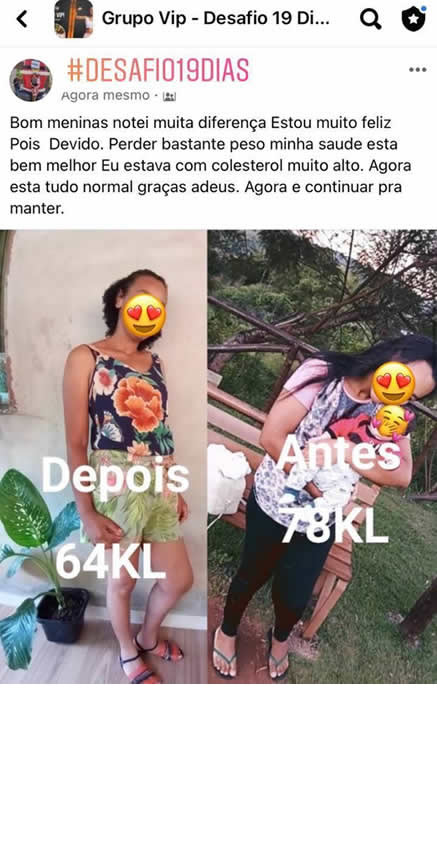 Grupo Vip - Desafio 19 Di...
#DESAFIO19DIAS
Agora mesmo ·
Bom meninas notei muita diferença Estou muito feliz
Pois Devido. Perder bastante peso minha saude esta
bem melhor Eu estava com colesterol muito alto. Agora
esta tudo normal graças adeus. Agora e continuar pra
manter.
Depois
64KL
Antes
78KL